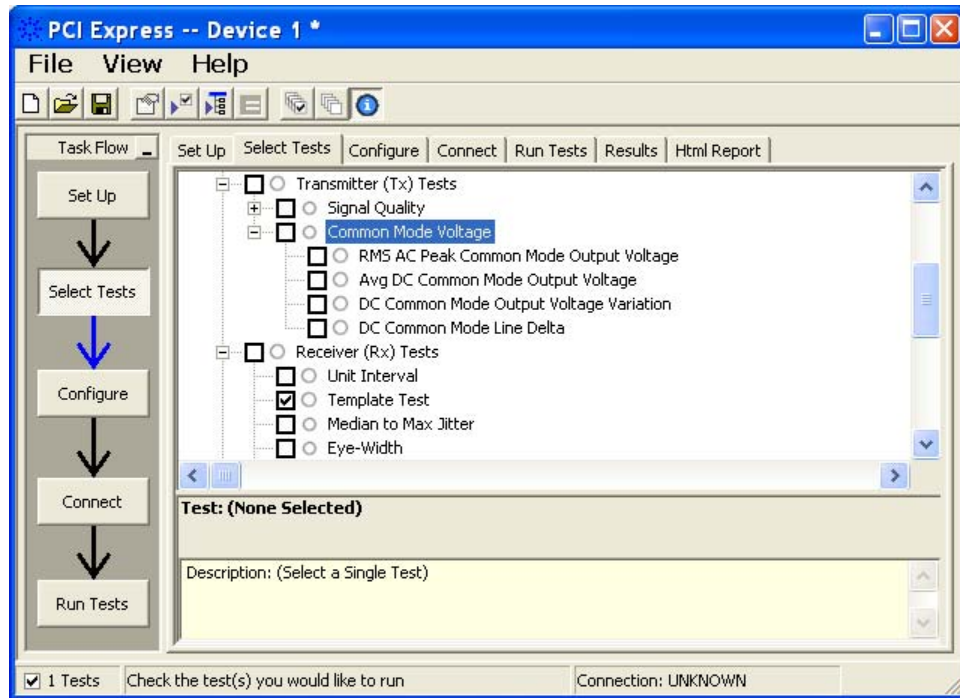 PCI Express -- Device 1 *
File View Help
Task Flow
Set Up
Select Tests
Configure
Connect
Run Tests
Set Up Select Tests Configure Connect Run Tests Results Html Report
Transmitter (Tx) Tests
Signal Quality
Common Mode Voltage
RMS AC Peak Common Mode Output Voltage
Avg DC Common Mode Output Voltage
DC Common Mode Output Voltage Variation
DC Common Mode Line Delta
Receiver (Rx) Tests
Unit Interval
Template Test
Median to Max Jitter
Eye-Width
Test: (None Selected)
Description: (Select a Single Test)
1 Tests Check the test(s) you would like to run Connection: UNKNOWN